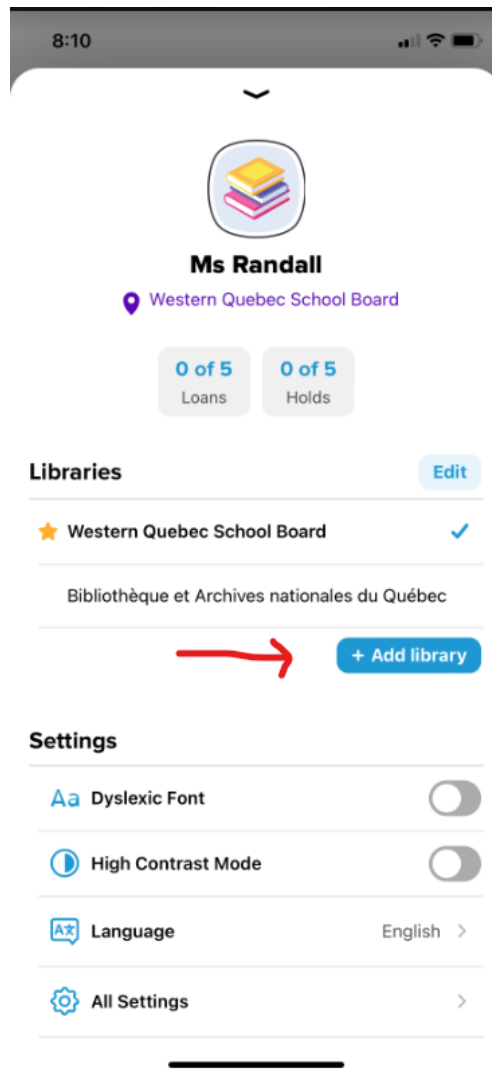 8:10
Ms Randall
Western Quebec School Board
0 of 5
Loans
0 of 5
Holds
Libraries
Edit
Western Quebec School Board
Bibliothèque et Archives nationales du Québec
+ Add library
Settings
Aa Dyslexic Font
High Contrast Mode
Language
English
All Settings